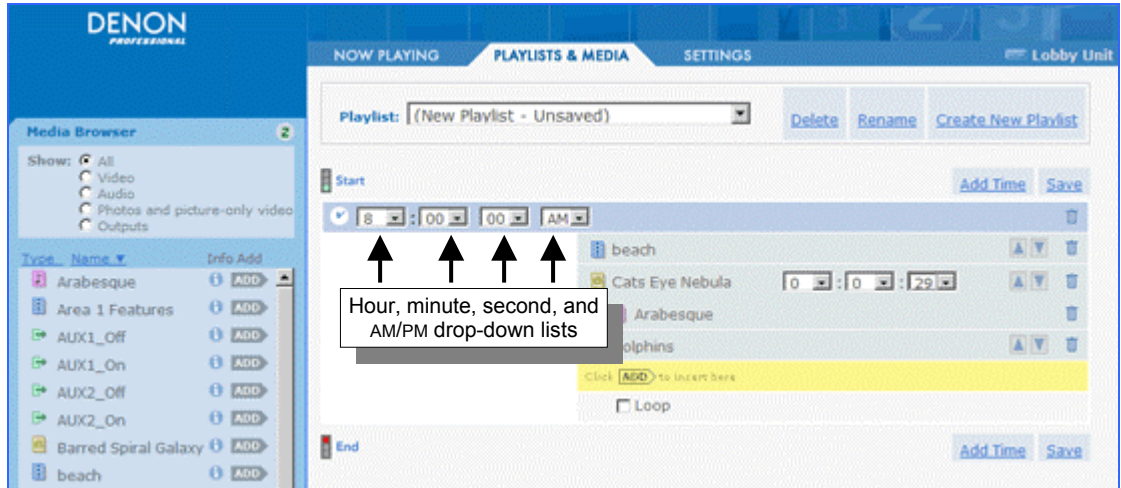 DENON
PROFESSIONAL
NOW PLAYING
PLAYLISTS & MEDIA
SETTINGS
Lobby Unit
Playlist: (New Playlist - Unsaved)
Delete
Rename
Create New Playlist
Media Browser
2
Show: All
Video
Audio
Photos and picture-only video
Outputs
Type Name Info Add
Arabesque ADD
Area 1 Features ADD
AUX1_Off ADD
AUX1_On ADD
AUX2_Off ADD
AUX2_On ADD
Barred Spiral Galaxy ADD
beach ADD
Start
Add Time Save
8 : 00 00 AM
Hour, minute, second, and
AM/PM drop-down lists
beach
Cats Eye Nebula 0 : 0 : 29
Arabesque
olphins
Click ADD to insert here
Loop
End
Add Time Save